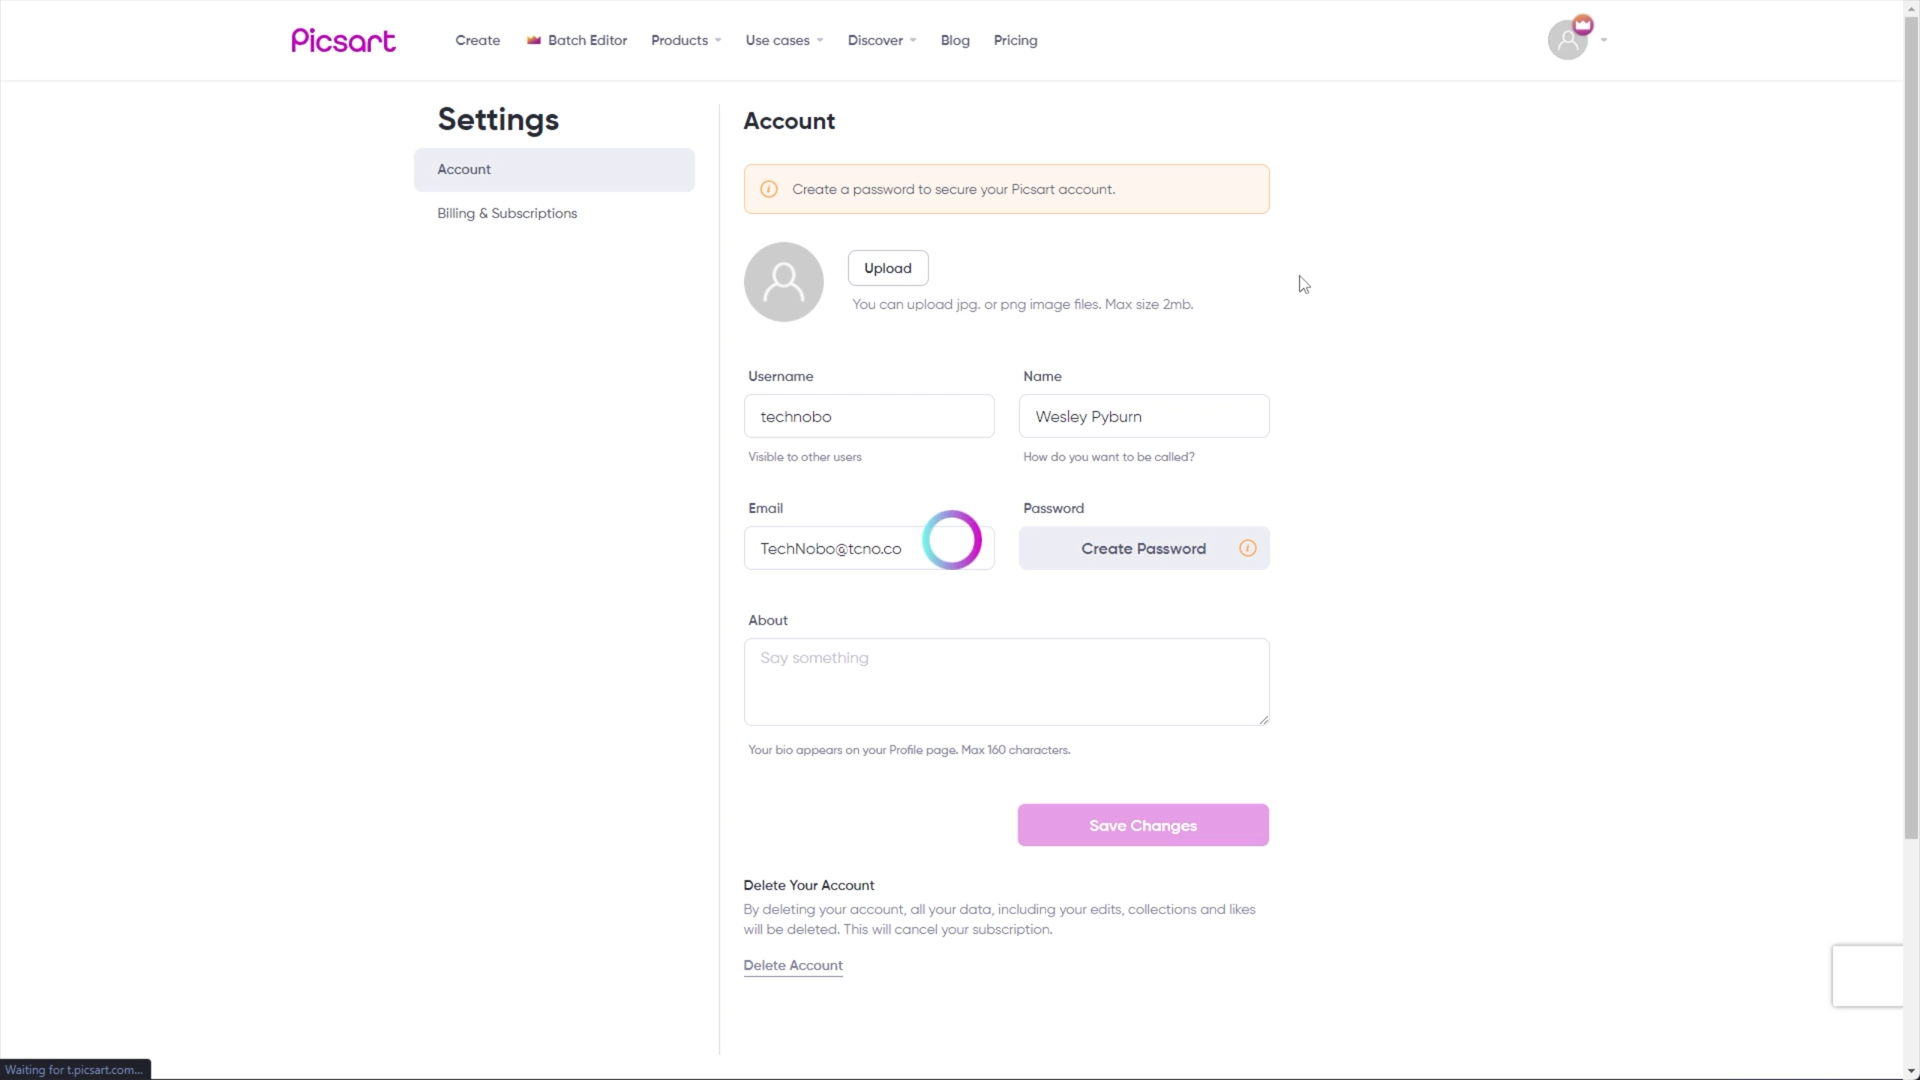 Picsart
Create
Batch Editor
Products
Use cases
Discover
Blog
Pricing
Settings
Account
Billing & Subscriptions
Account
Create a password to secure your Picsart account.
Upload
You can upload jpg. or png image files. Max size 2mb.
Username
Name
technobo
Wesley Pyburn
Visible to other users
How do you want to be called?
Email
Password
TechNobo@tcno.co
Create Password
About
Say something
Your bio appears on your Profile page. Max 160 characters.
Save Changes
Delete Your Account
By deleting your account, all your data, including your edits, collections and likes
will be deleted. This will cancel your subscription.
Delete Account
Waiting for t.picsart.com...